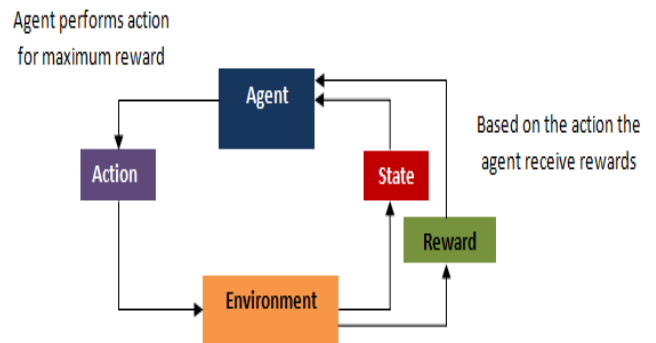 Agent performs action
for maximum reward
Agent
Based on the action the
agent receive rewards
Action
State
Reward
Environment